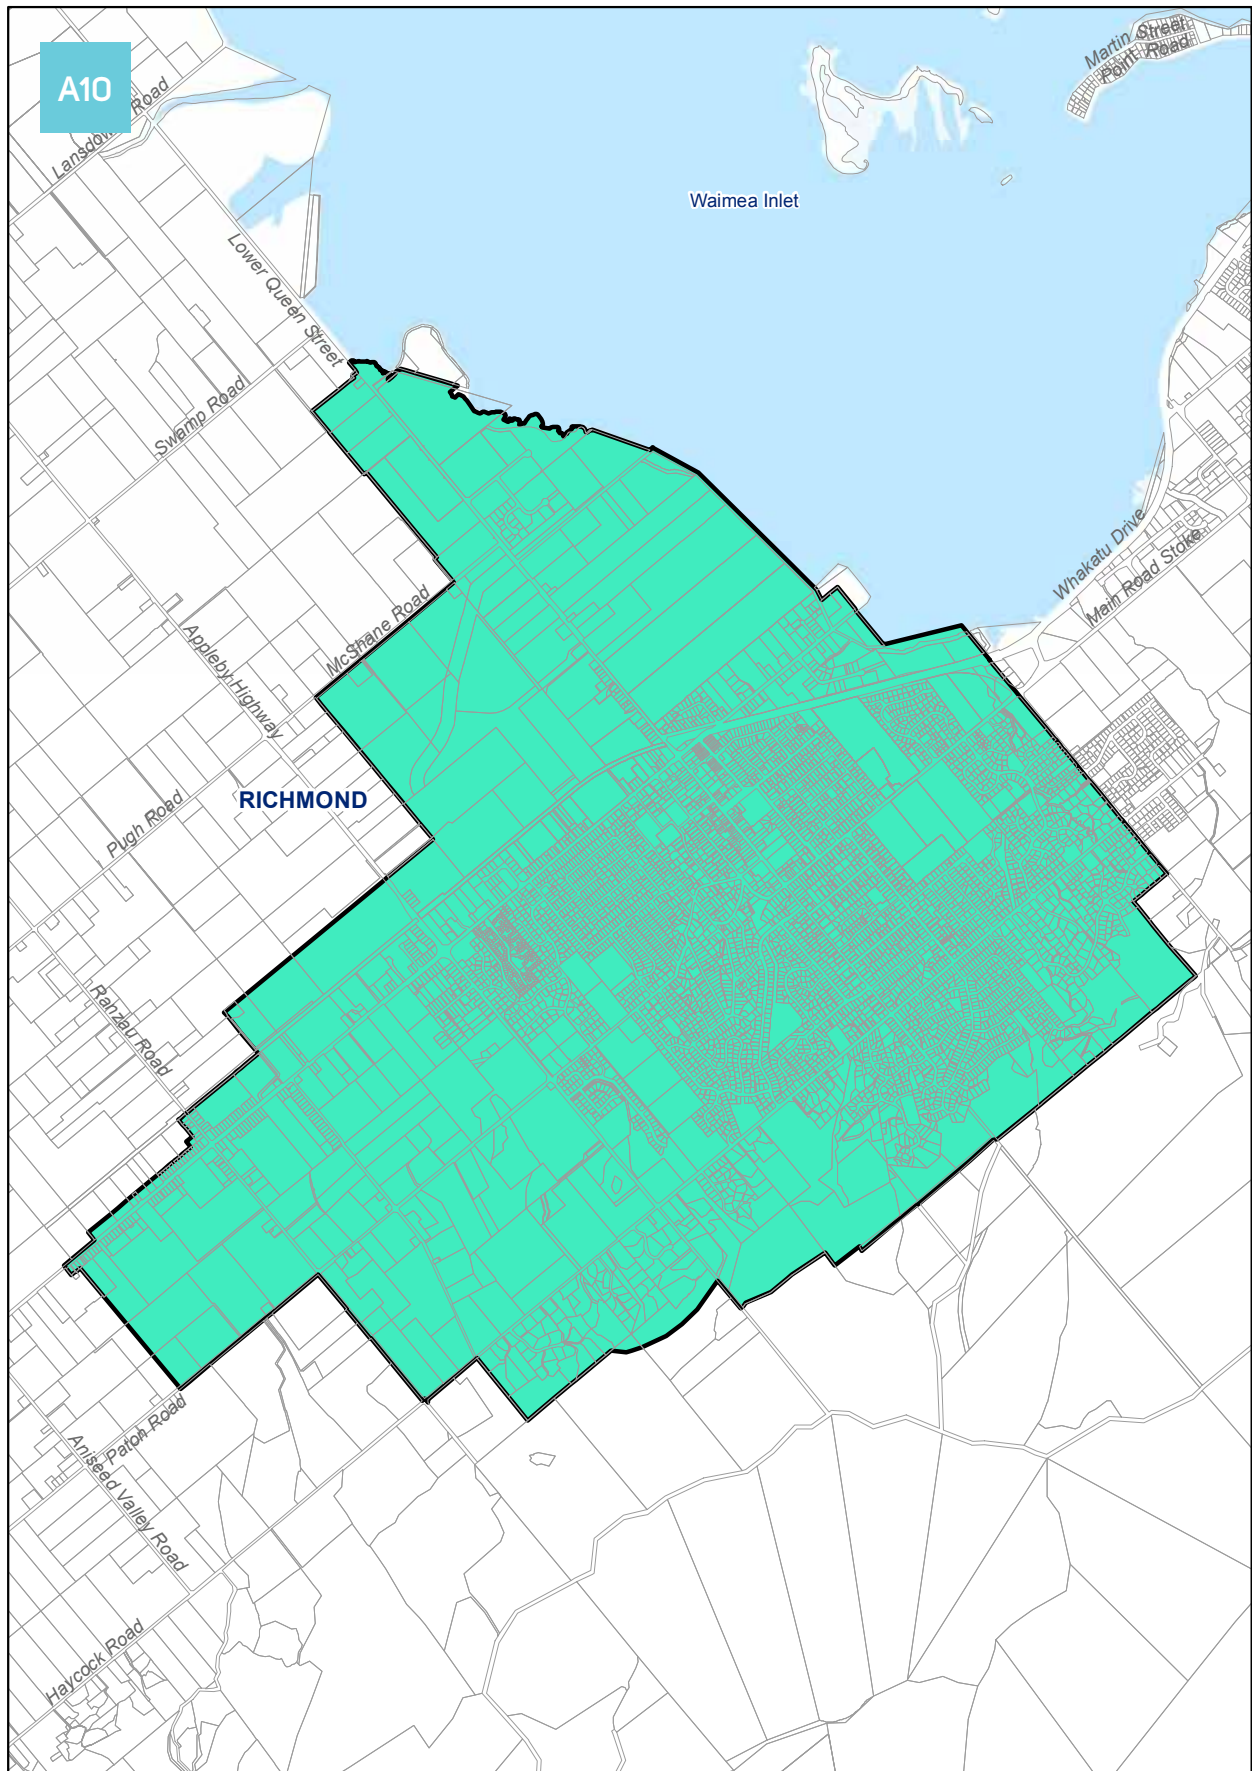 A10
Martin Street
Point Road
Lansdowne Road
Waimea Inlet
Lower Queen Street
Swamp Road
Whakatu Drive
Main Road Stoke
McShane Road
Appleby Highway
Pugh Road
RICHMOND
Ranzau Road
Paton Road
Aniseed Valley Road
Haycock Road